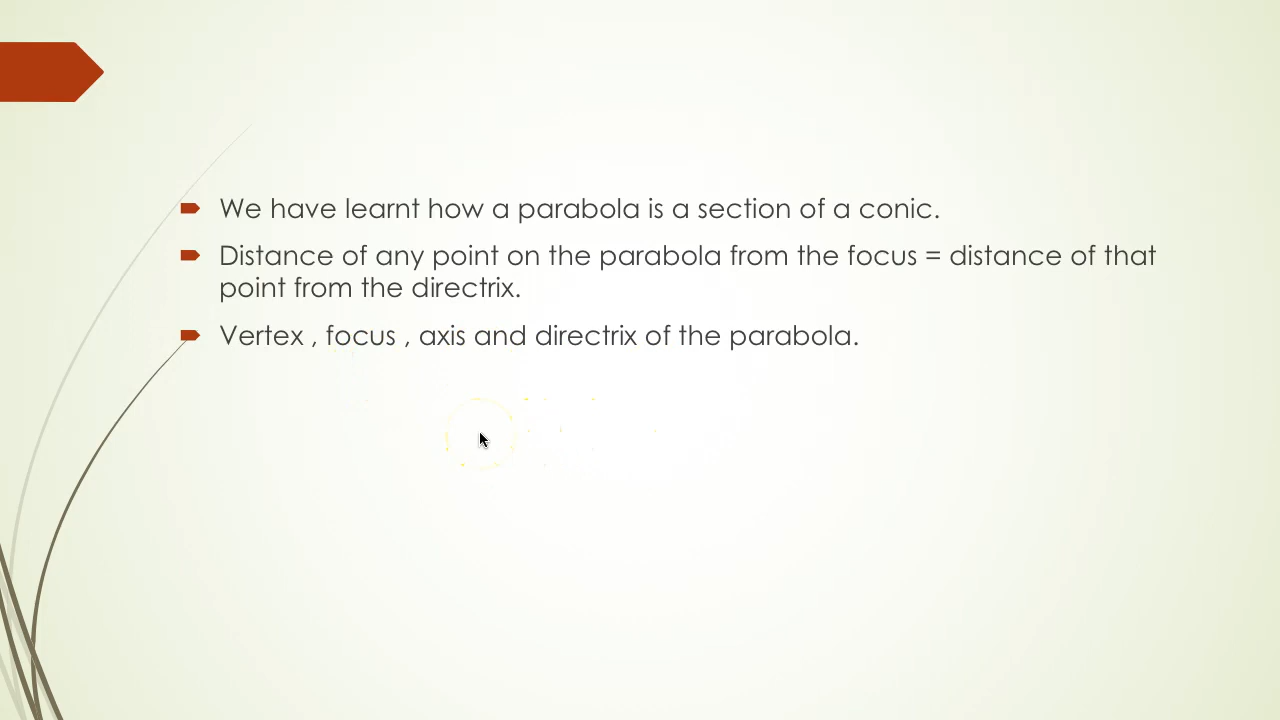 We have learnt how a parabola is a section of a conic.
Distance of any point on the parabola from the focus = distance of that
point from the directrix.
Vertex , focus , axis and directrix of the parabola.